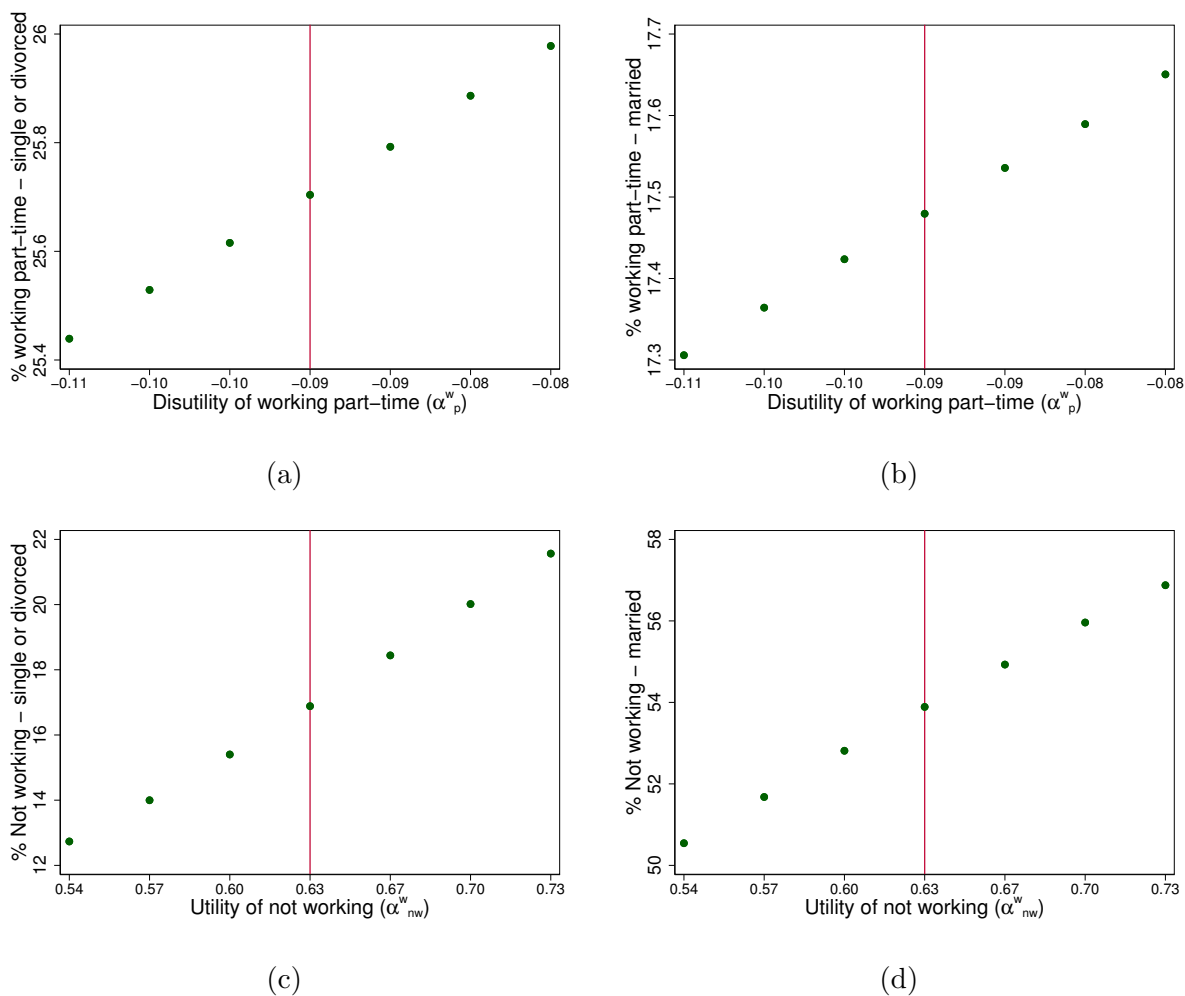 % working part−time − single or divorced
26
25.8
25.6
25.4
−0.11 −0.10 −0.10 −0.09 −0.09 −0.08 −0.08
Disutility of working part−time (α^w_p)
(a)
% working part−time − married
17.7
17.6
17.5
17.4
17.3
−0.11 −0.10 −0.10 −0.09 −0.09 −0.08 −0.08
Disutility of working part−time (α^w_p)
(b)
% Not working − single or divorced
22
20
18
16
14
12
0.54 0.57 0.60 0.63 0.67 0.70 0.73
Utility of not working (α^w_nw)
(c)
% Not working − married
58
56
54
52
50
0.54 0.57 0.60 0.63 0.67 0.70 0.73
Utility of not working (α^w_nw)
(d)